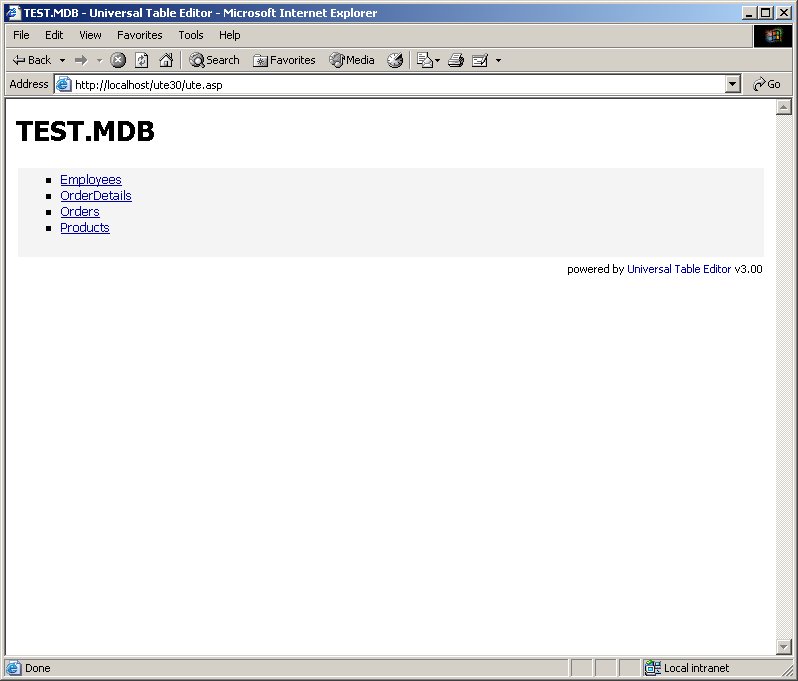 TEST.MDB - Universal Table Editor - Microsoft Internet Explorer
File Edit View Favorites Tools Help
Back Search Favorites Media
Address http://localhost/ute30/ute.asp Go
TEST.MDB
Employees
OrderDetails
Orders
Products
powered by Universal Table Editor v3.00
Done Local intranet